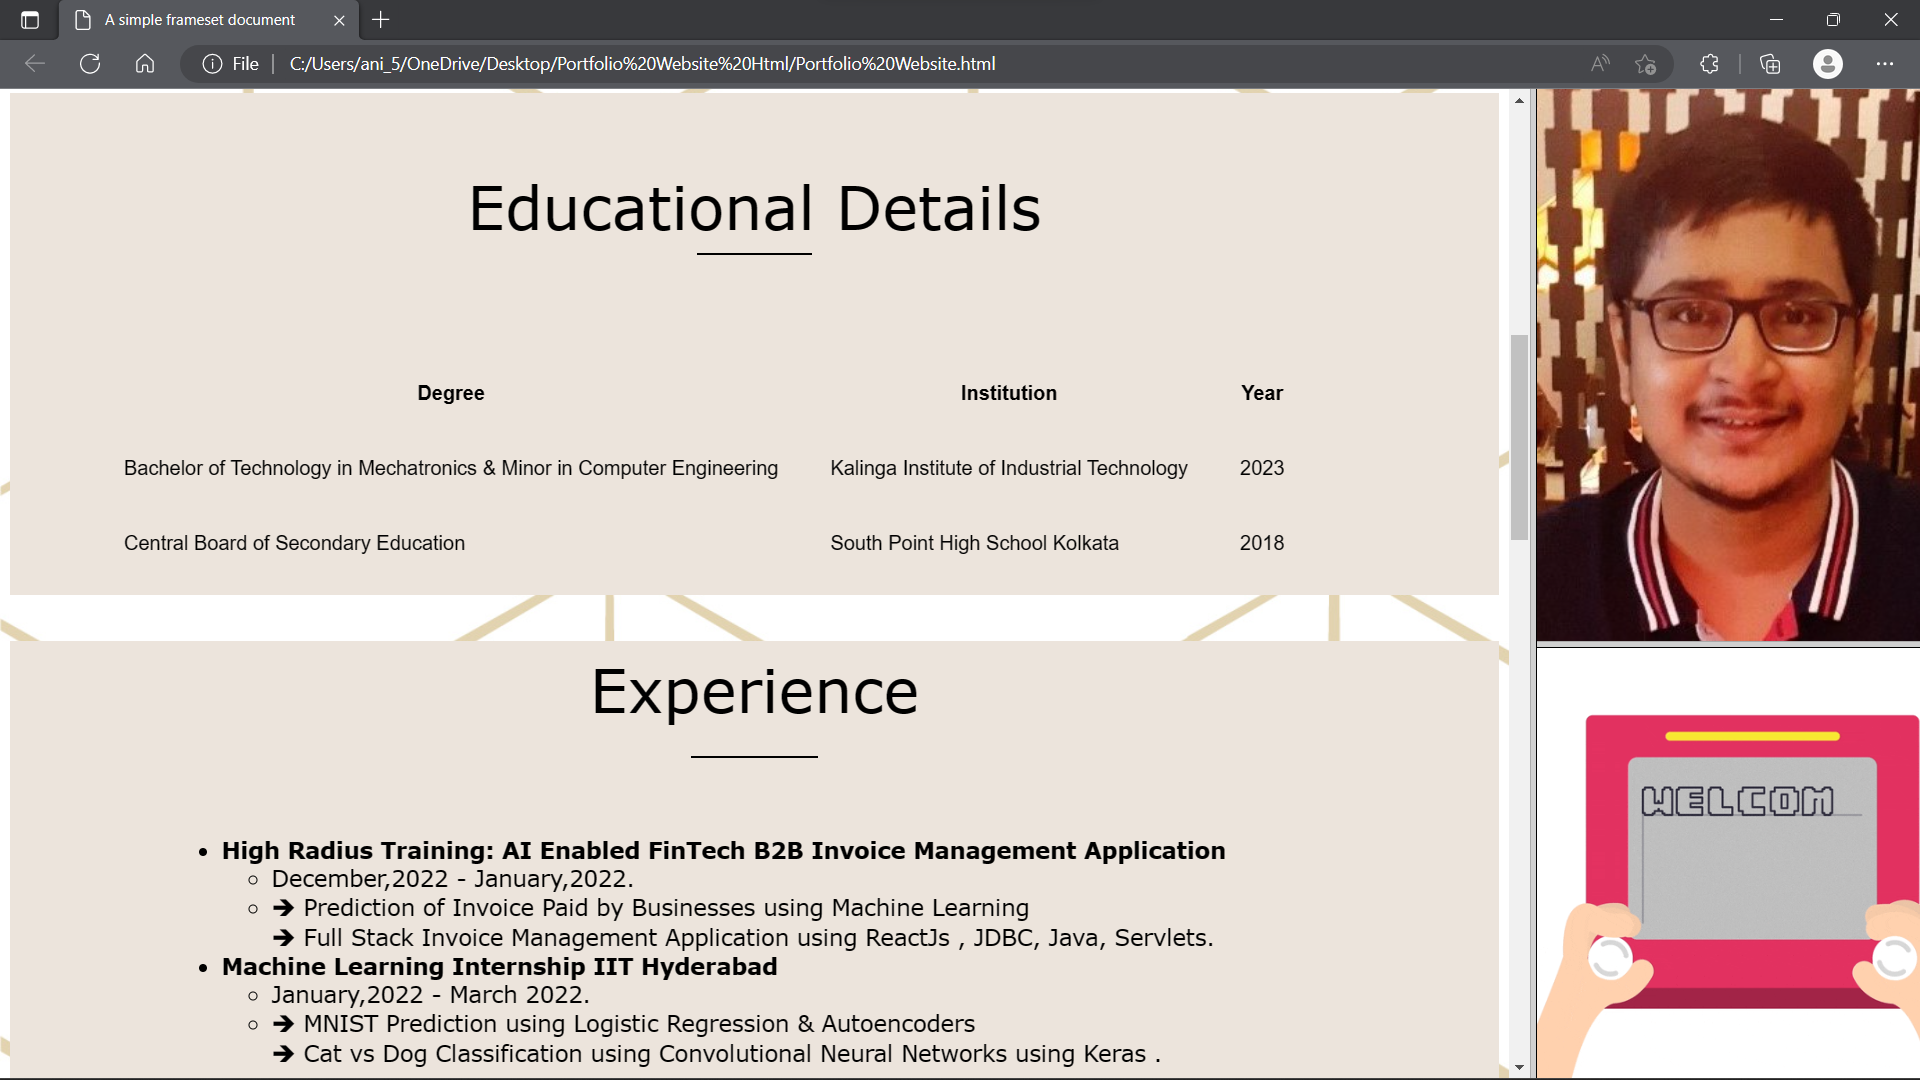 A simple frameset document
File
C:/Users/ani_5/OneDrive/Desktop/Portfolio%20Website%20Html/Portfolio%20Website.html
Educational Details
Degree Institution Year
Bachelor of Technology in Mechatronics & Minor in Computer Engineering Kalinga Institute of Industrial Technology 2023
Central Board of Secondary Education South Point High School Kolkata 2018
Experience
• High Radius Training: AI Enabled FinTech B2B Invoice Management Application
◦ December,2022 - January,2022.
◦ ➔ Prediction of Invoice Paid by Businesses using Machine Learning
➔ Full Stack Invoice Management Application using ReactJs , JDBC, Java, Servlets.
• Machine Learning Internship IIT Hyderabad
◦ January,2022 - March 2022.
◦ ➔ MNIST Prediction using Logistic Regression & Autoencoders
➔ Cat vs Dog Classification using Convolutional Neural Networks using Keras .
WELCOM